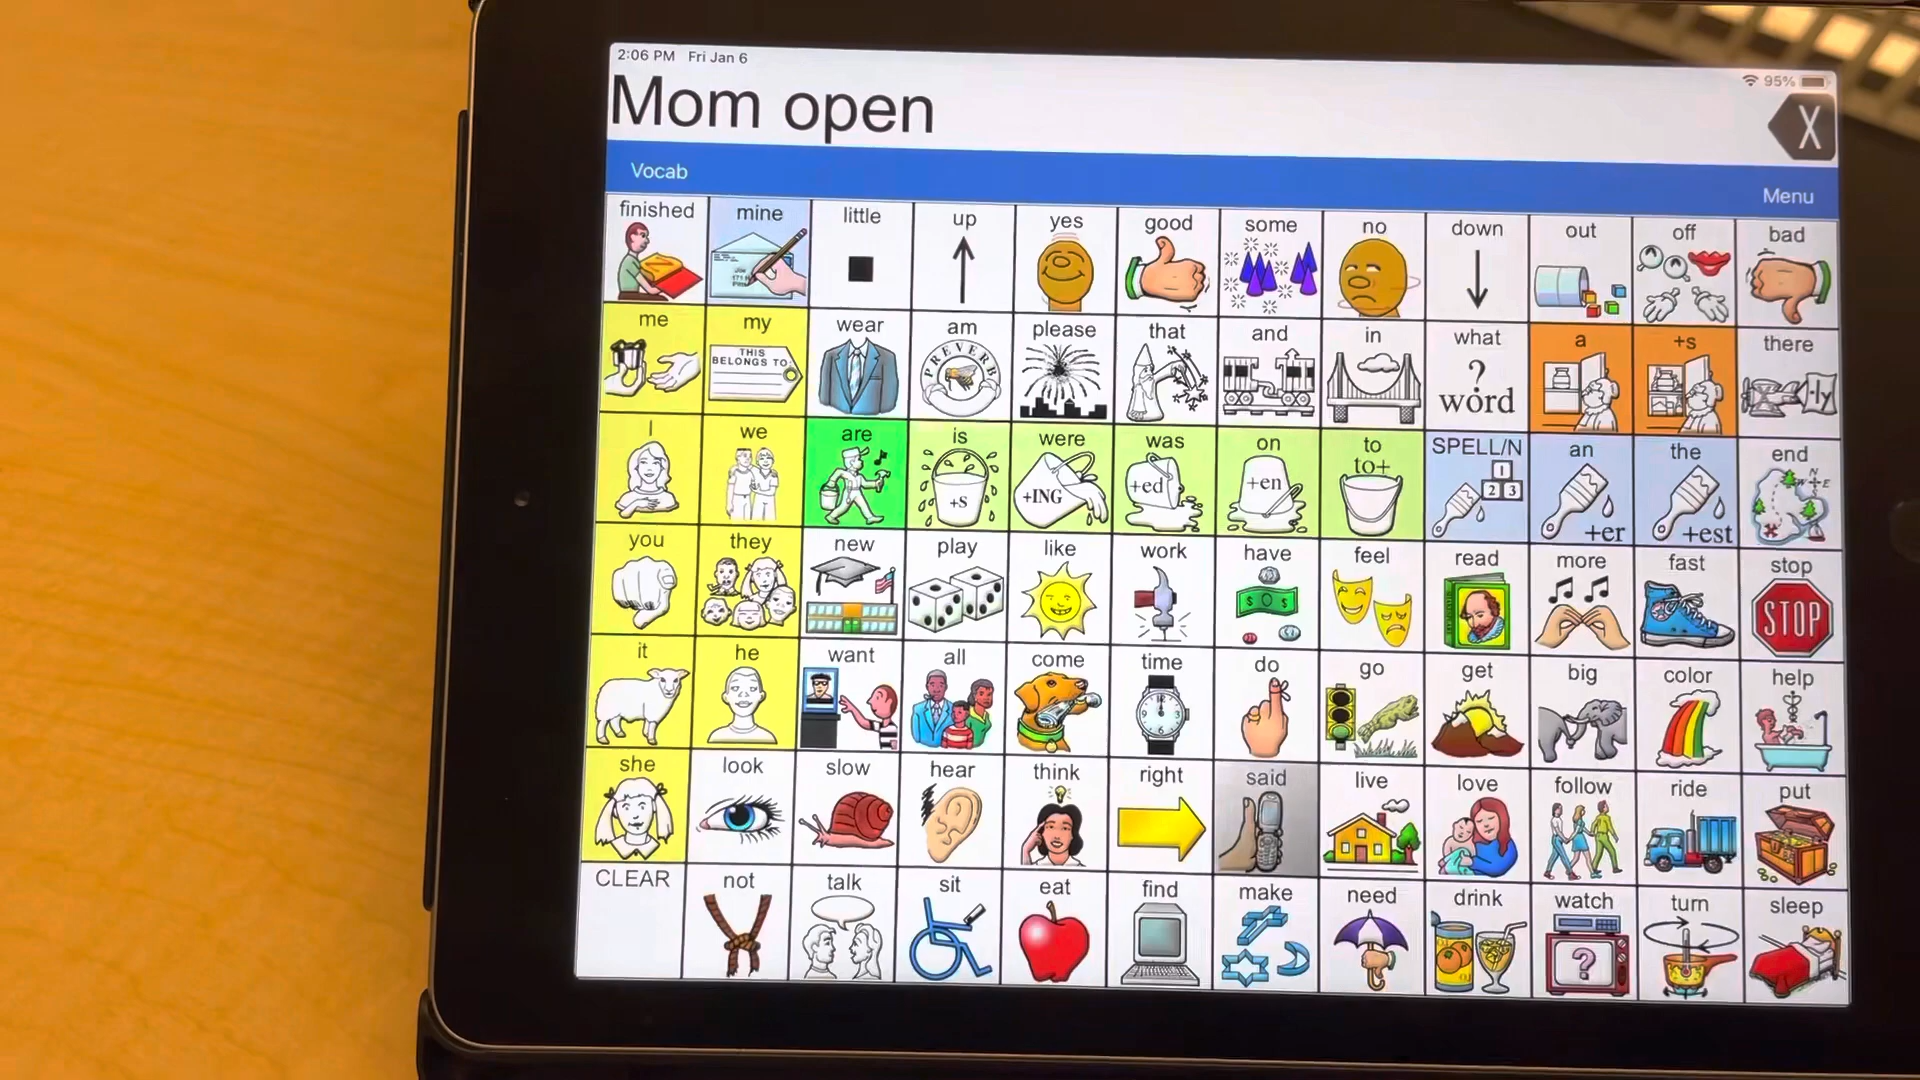 2:06 PM Fri Jan 6
95%
Mom open
X
Vocab
Menu
finished mine little up yes good some no down out off bad
me my wear am please that and in what a +s there
THIS BELONGS TO:
PREVERB
? word
-ly
I we are is were was on to SPELL/N an the end
+S +ING +ed +en to+ 1 2 3 +er +est
N W E
you they new play like work have feel read more fast stop
STOP
it he want all come time do go get big color help
she look slow hear think right said live love follow ride put
CLEAR not talk sit eat find make need drink watch turn sleep
?